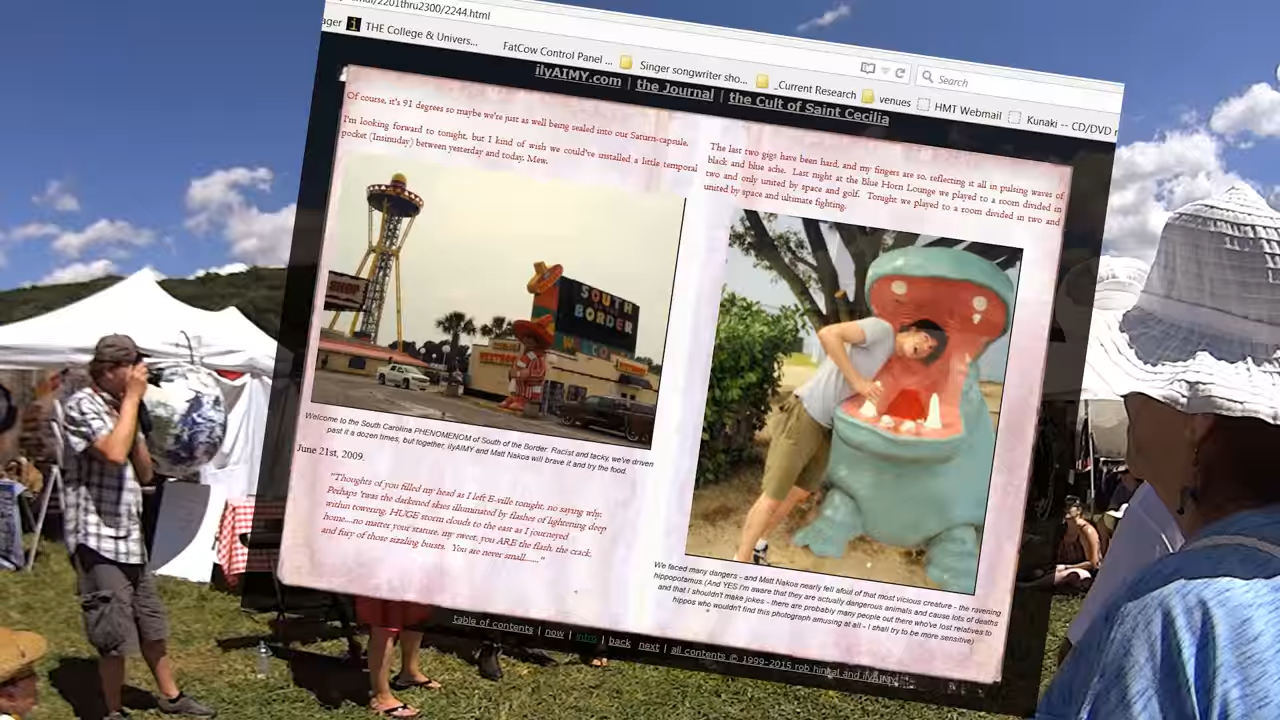 /2201thru2300/2244.html
ager
THE College & Univers...
FatCow Control Panel ...
Singer songwriter sho...
_Current Research
venues
HMT Webmail
Kunaki -- CD/DVD
Search
ilyAIMY.com | the Journal | the Cult of Saint Cecilia
Of course, it's 91 degrees so maybe we're just as well being sealed into our Saturn-capsule.
I'm looking forward to tonight, but I kind of with we could've installed a little temporal
pocket (Insinuday) between yesterday and today. Mew.
SHOP
SOUTH
OF THE
BORDER
Welcome to the South Carolina PHENOMENOM of South of the Border. Racist and tacky, we've driven
past it a dozen times, but together, ilyAIMY and Matt Nakoa will brave it and try the food.
June 21st, 2009.
"Thoughts of you filled my head as I left E-ville tonight, no saying why:
Perhaps 'twas the darkened skies illuminated by flashes of lightening deep
within towering, HUGE storm clouds to the east as I journeyed
home....no matter your stature, my sweet, you ARE the flash, the crack,
and fury of those sizzling bursts. You are never small......"
The last two gigs have been hard, and my fingers are so, reflecting it all in pulsing waves of
black and blue ache. Last night at the Blue Horn Lounge we played to a room divided in
two and only united by space and golf. Tonight we played to a room divided in two and
united by space and ultimate fighting.
We faced many dangers - and Matt Nakoa nearly fell afoul of that most vicious creature - the ravening
hippopotamus (And YES I'm aware that they are actually dangerous animals and cause lots of deaths
and that I shouldn't make jokes - there are probably many people out there who've lost relatives to
hippos who wouldn't find this photograph amusing at all - I shall try to be more sensitive)
table of contents | now | intro | back next | all contents © 1999-2015 rob hinkal and ilyAIMY